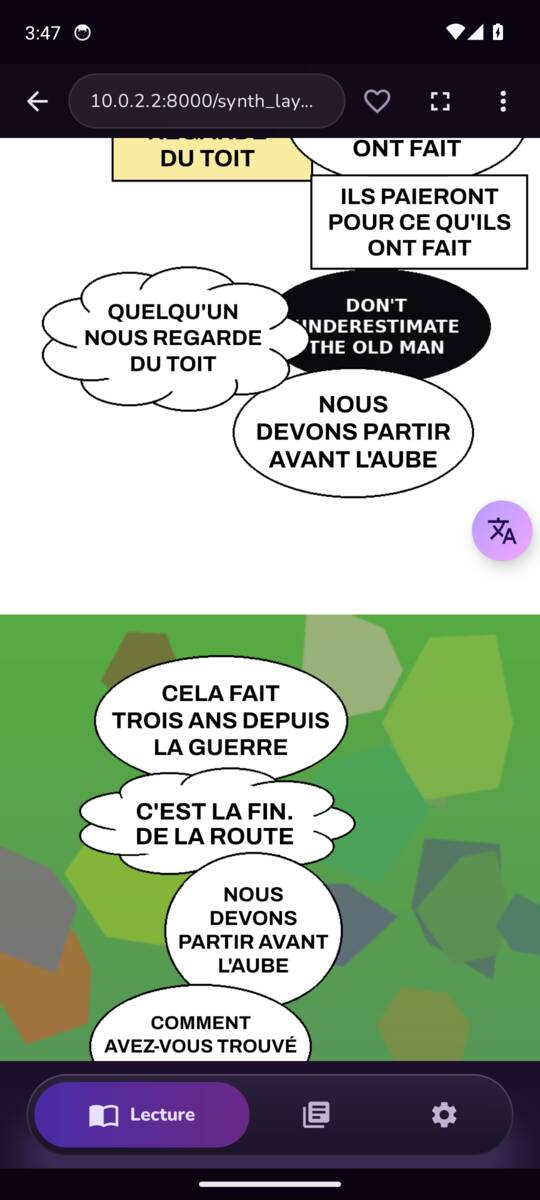 3:47
10.0.2.2:8000/synth_lay...
DU TOIT
ONT FAIT
ILS PAIERONT
POUR CE QU'ILS
ONT FAIT
QUELQU'UN
NOUS REGARDE
DU TOIT
DON'T
UNDERESTIMATE
THE OLD MAN
NOUS
DEVONS PARTIR
AVANT L'AUBE
CELA FAIT
TROIS ANS DEPUIS
LA GUERRE
C'EST LA FIN.
DE LA ROUTE
NOUS
DEVONS
PARTIR AVANT
L'AUBE
COMMENT
AVEZ-VOUS TROUVÉ
Lecture